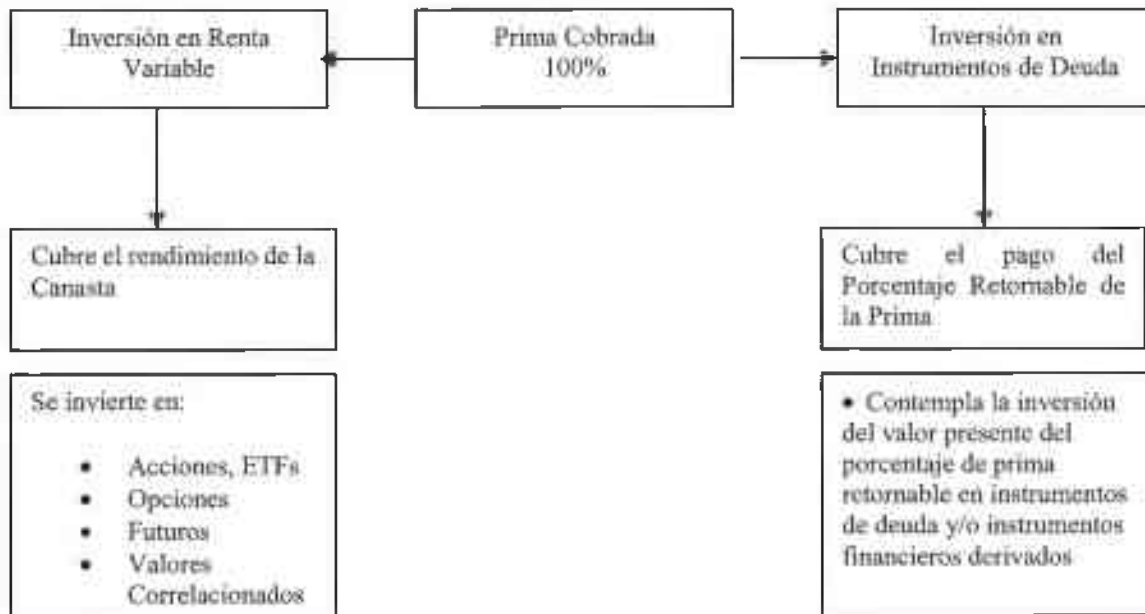 Inversión en Renta
Variable
Prima Cobrada
100%
Inversión en
Instrumentos de Deuda
Cubre el rendimiento de la
Canasta
Cubre el pago del
Porcentaje Retornable de
la Prima
Se invierte en:
• Acciones, ETFs
• Opciones
• Futuros
• Valores
Correlacionados
• Contempla la inversión
del valor presente del
porcentaje de prima
retornable en instrumentos
de deuda y/o instrumentos
financieros derivados